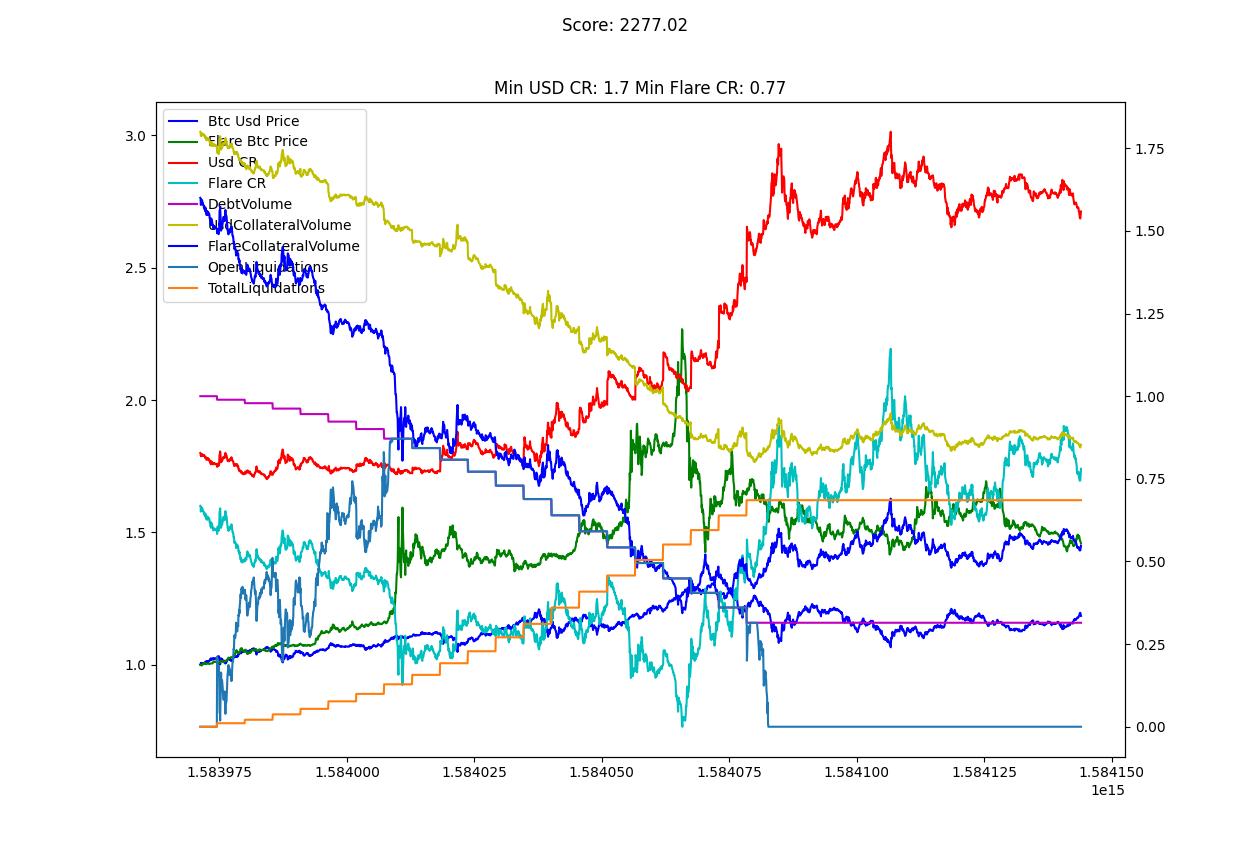 Score: 2277.02
Min USD CR: 1.7 Min Flare CR: 0.77
Btc Usd Price
Flare Btc Price
Usd CR
Flare CR
DebtVolume
UsdCollateralVolume
FlareCollateralVolume
OpenLiquidations
TotalLiquidations
3.0
2.5
2.0
1.5
1.0
1.75
1.50
1.25
1.00
0.75
0.50
0.25
0.00
1.583975 1.584000 1.584025 1.584050 1.584075 1.584100 1.584125 1.584150
1e15